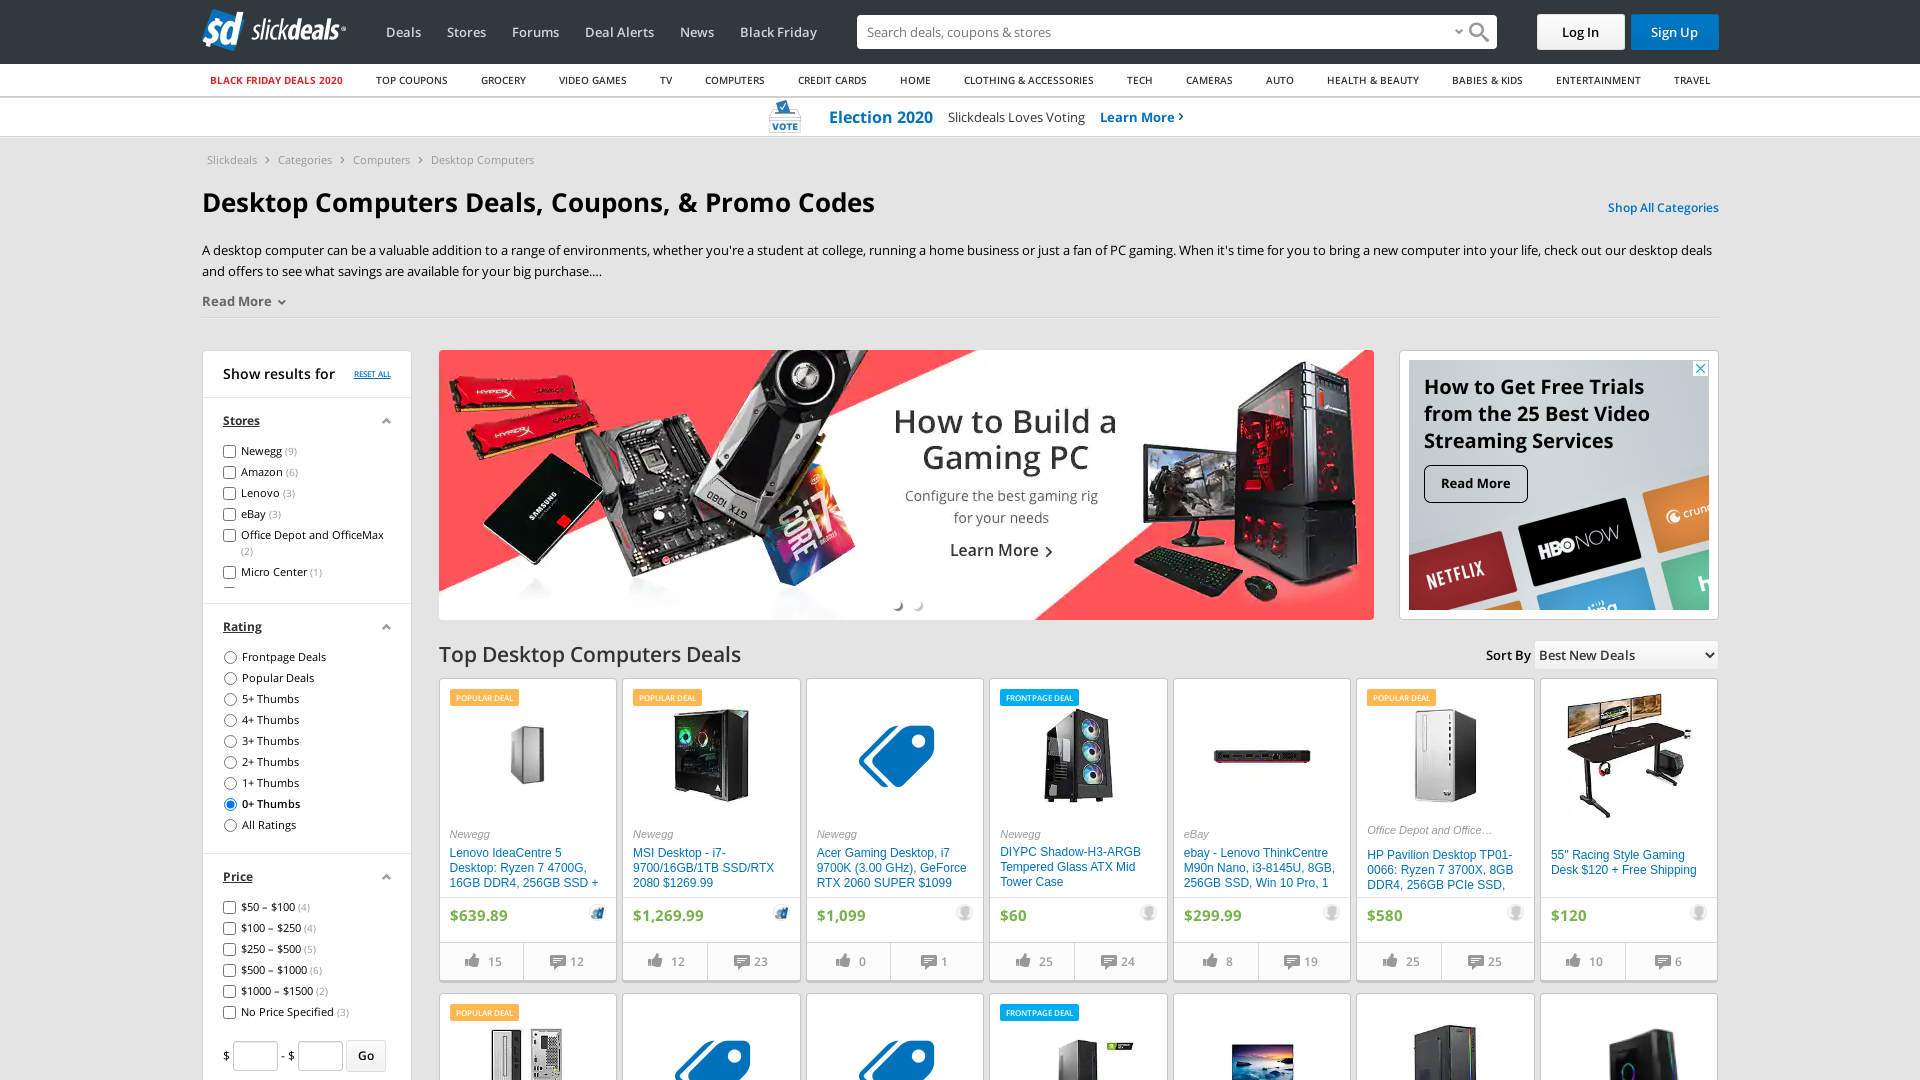 slickdeals
Deals
Stores
Forums
Deal Alerts
News
Black Friday
Search deals, coupons & stores
Log In
Sign Up
BLACK FRIDAY DEALS 2020
TOP COUPONS
GROCERY
VIDEO GAMES
TV
COMPUTERS
CREDIT CARDS
HOME
CLOTHING & ACCESSORIES
TECH
CAMERAS
AUTO
HEALTH & BEAUTY
BABIES & KIDS
ENTERTAINMENT
TRAVEL
VOTE
Election 2020
Slickdeals Loves Voting
Learn More
Slickdeals
Categories
Computers
Desktop Computers
Desktop Computers Deals, Coupons, & Promo Codes
Shop All Categories
A desktop computer can be a valuable addition to a range of environments, whether you're a student at college, running a home business or just a fan of PC gaming. When it's time for you to bring a new computer into your life, check out our desktop deals
and offers to see what savings are available for your big purchase....
Read More
Show results for
RESET ALL
Stores
Newegg (9)
Amazon (6)
Lenovo (3)
eBay (3)
Office Depot and OfficeMax
(2)
Micro Center (1)
Rating
Frontpage Deals
Popular Deals
5+ Thumbs
4+ Thumbs
3+ Thumbs
2+ Thumbs
1+ Thumbs
0+ Thumbs
All Ratings
Price
$50 – $100 (4)
$100 – $250 (4)
$250 – $500 (5)
$500 – $1000 (6)
$1000 – $1500 (2)
No Price Specified (3)
$ - $ Go
HYPERX
SAVAGE
HYPERX
SAMSUNG
GTX 1080
CORE i7
How to Build a
Gaming PC
Configure the best gaming rig
for your needs
Learn More
How to Get Free Trials
from the 25 Best Video
Streaming Services
Read More
NETFLIX
HBO NOW
crunc
Top Desktop Computers Deals
Sort By
Best New Deals
POPULAR DEAL
Newegg
Lenovo IdeaCentre 5
Desktop: Ryzen 7 4700G,
16GB DDR4, 256GB SSD +
$639.89
15
12
POPULAR DEAL
Newegg
MSI Desktop - i7-
9700/16GB/1TB SSD/RTX
2080 $1269.99
$1,269.99
12
23
Newegg
Acer Gaming Desktop, i7
9700K (3.00 GHz), GeForce
RTX 2060 SUPER $1099
$1,099
0
1
FRONTPAGE DEAL
Newegg
DIYPC Shadow-H3-ARGB
Tempered Glass ATX Mid
Tower Case
$60
25
24
eBay
ebay - Lenovo ThinkCentre
M90n Nano, i3-8145U, 8GB,
256GB SSD, Win 10 Pro, 1
$299.99
8
19
POPULAR DEAL
Office Depot and Office…
HP Pavilion Desktop TP01-
0066: Ryzen 7 3700X, 8GB
DDR4, 256GB PCIe SSD,
$580
25
25
55" Racing Style Gaming
Desk $120 + Free Shipping
$120
10
6
POPULAR DEAL
FRONTPAGE DEAL